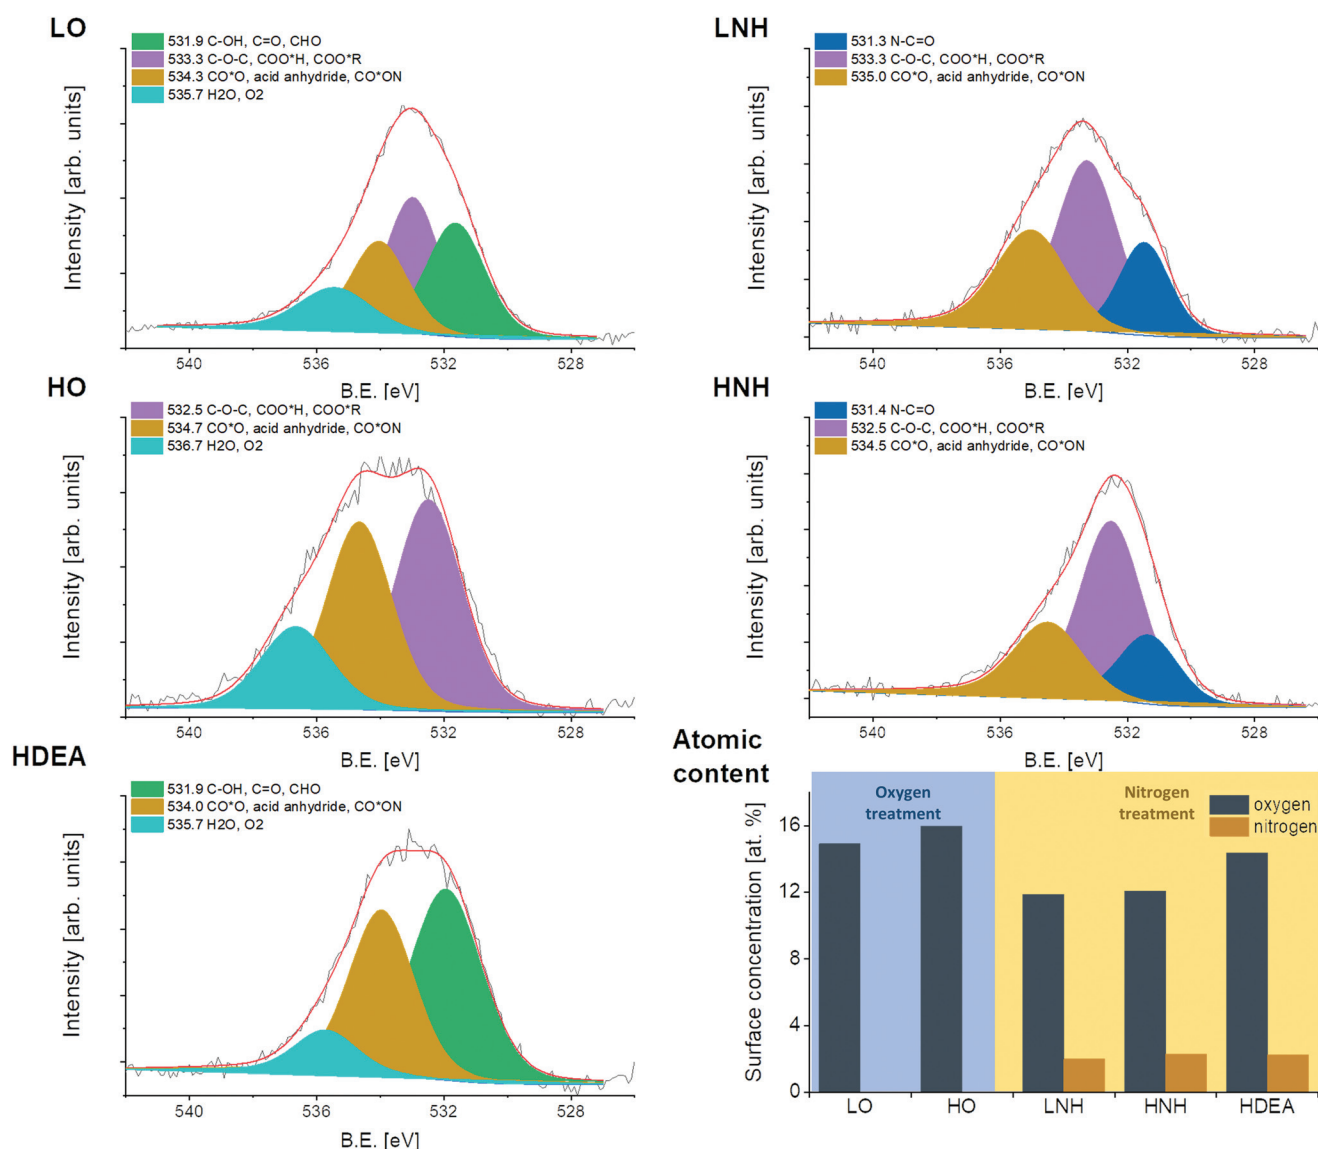 LO
531.9 C-OH, C=O, CHO
533.3 C-O-C, COO*H, COO*R
534.3 CO*O, acid anhydride, CO*ON
535.7 H2O, O2
Intensity [arb. units]
540 536 532 528
B.E. [eV]
LNH
531.3 N-C=O
533.3 C-O-C, COO*H, COO*R
535.0 CO*O, acid anhydride, CO*ON
Intensity [arb. units]
540 536 532 528
B.E. [eV]
HO
532.5 C-O-C, COO*H, COO*R
534.7 CO*O, acid anhydride, CO*ON
536.7 H2O, O2
Intensity [arb. units]
540 536 532 528
B.E. [eV]
HNH
531.4 N-C=O
532.5 C-O-C, COO*H, COO*R
534.5 CO*O, acid anhydride, CO*ON
Intensity [arb. units]
540 536 532 528
B.E. [eV]
HDEA
531.9 C-OH, C=O, CHO
534.0 CO*O, acid anhydride, CO*ON
535.7 H2O, O2
Intensity [arb. units]
540 536 532 528
B.E. [eV]
Atomic
content
Oxygen
treatment
Nitrogen
treatment
oxygen
nitrogen
Surface concentration [at. %]
16
12
8
4
0
LO HO LNH HNH HDEA